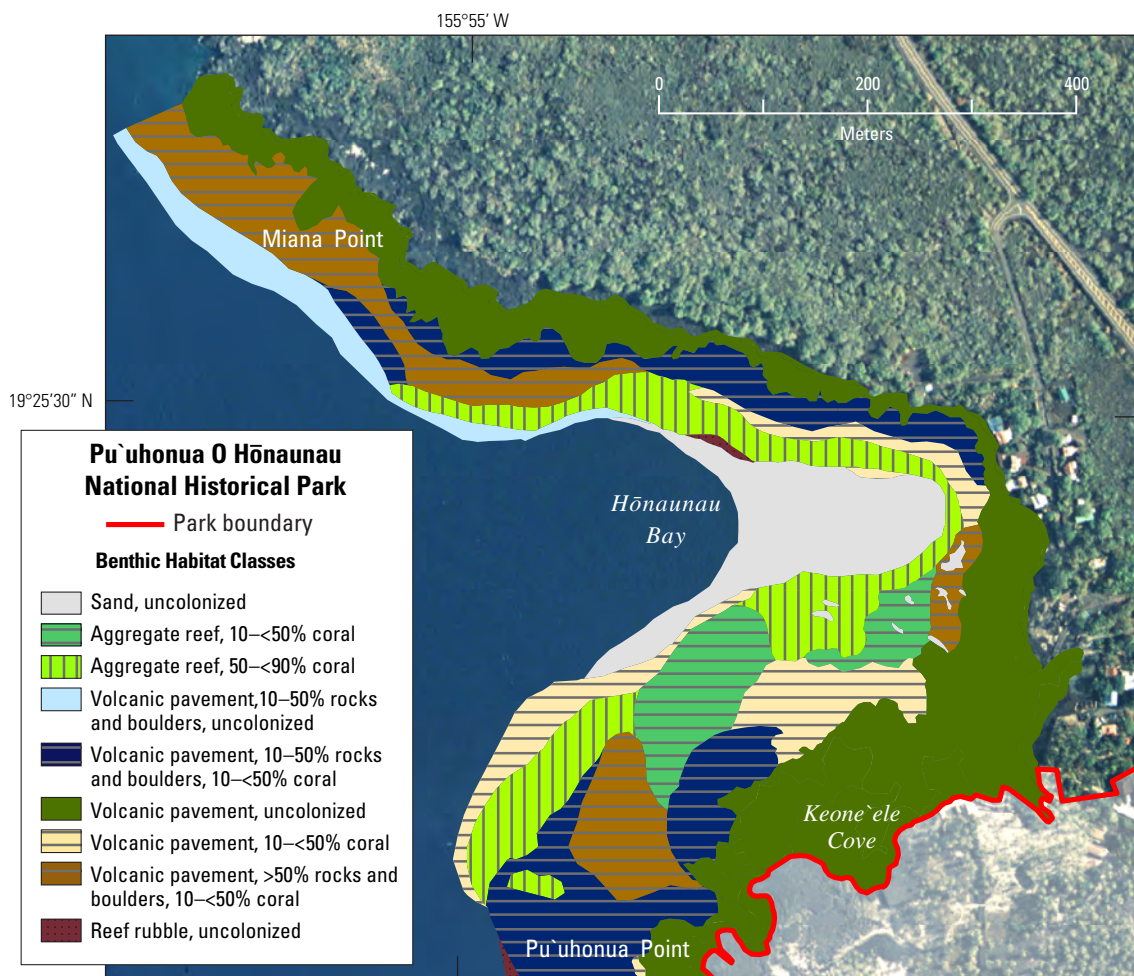 155°55′ W
0
200
400
Meters
Miana Point
19°25′30″ N
Hōnaunau
Bay
Keone`ele
Cove
Pu`uhonua Point
Pu`uhonua O Hōnaunau
National Historical Park
Park boundary
Benthic Habitat Classes
Sand, uncolonized
Aggregate reef, 10–<50% coral
Aggregate reef, 50–<90% coral
Volcanic pavement,10–50% rocks
and boulders, uncolonized
Volcanic pavement, 10–50% rocks
and boulders, 10–<50% coral
Volcanic pavement, uncolonized
Volcanic pavement, 10–<50% coral
Volcanic pavement, >50% rocks and
boulders, 10–<50% coral
Reef rubble, uncolonized